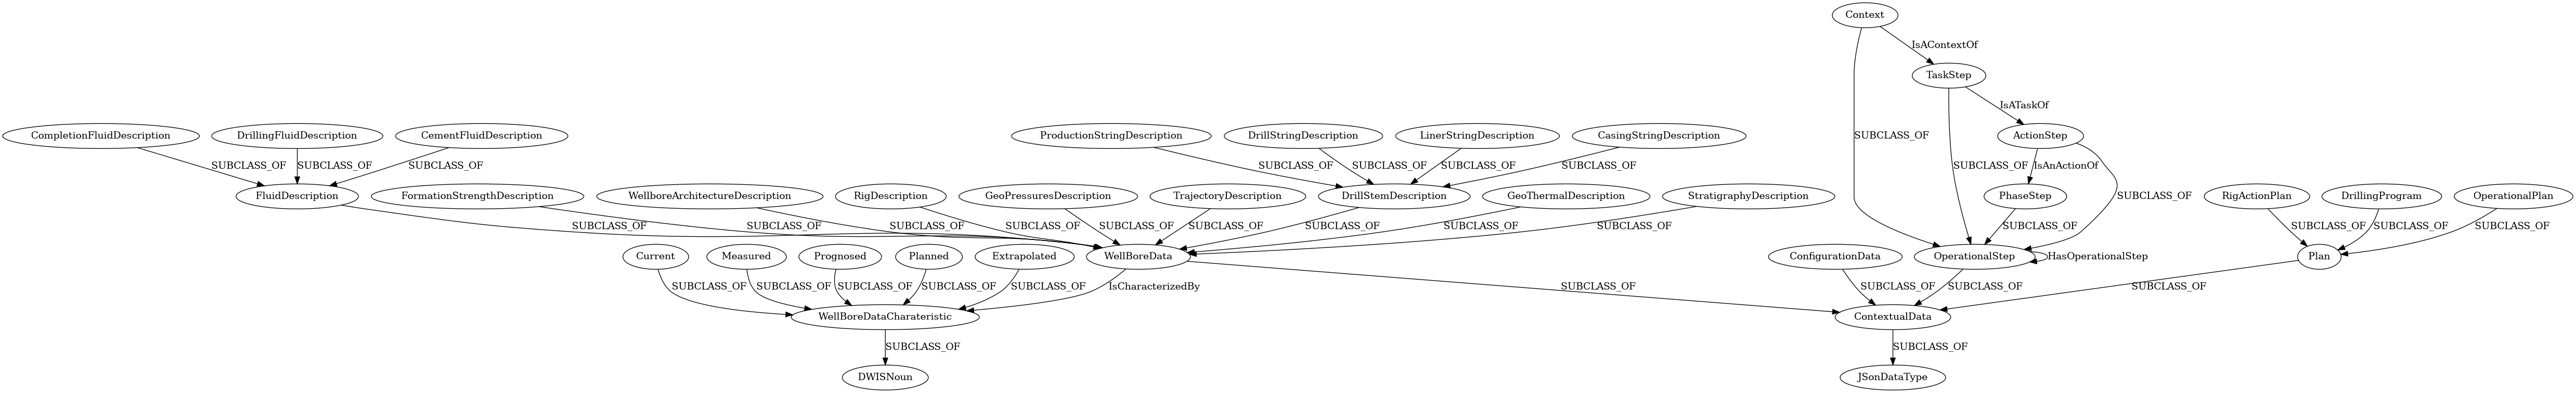 Context
IsAContextOf
TaskStep
IsATaskOf
CompletionFluidDescription
DrillingFluidDescription
CementFluidDescription
ProductionStringDescription
DrillStringDescription
LinerStringDescription
CasingStringDescription
SUBCLASS_OF
ActionStep
SUBCLASS_OF
SUBCLASS_OF
SUBCLASS_OF
SUBCLASS_OF
SUBCLASS_OF
SUBCLASS_OF
SUBCLASS_OF
SUBCLASS_OF
IsAnActionOf
FluidDescription
FormationStrengthDescription
WellboreArchitectureDescription
RigDescription
GeoPressuresDescription
TrajectoryDescription
DrillStemDescription
GeoThermalDescription
StratigraphyDescription
PhaseStep
SUBCLASS_OF
RigActionPlan
DrillingProgram
OperationalPlan
SUBCLASS_OF
SUBCLASS_OF
SUBCLASS_OF
SUBCLASS_OF
SUBCLASS_OF
SUBCLASS_OF
SUBCLASS_OF
SUBCLASS_OF
SUBCLASS_OF
SUBCLASS_OF
SUBCLASS_OF
SUBCLASS_OF
SUBCLASS_OF
Current
Measured
Prognosed
Planned
Extrapolated
WellBoreData
ConfigurationData
OperationalStep
HasOperationalStep
Plan
SUBCLASS_OF
SUBCLASS_OF
SUBCLASS_OF
SUBCLASS_OF
SUBCLASS_OF
IsCharacterizedBy
SUBCLASS_OF
SUBCLASS_OF
SUBCLASS_OF
SUBCLASS_OF
WellBoreDataCharateristic
ContextualData
SUBCLASS_OF
SUBCLASS_OF
DWISNoun
JSonDataType